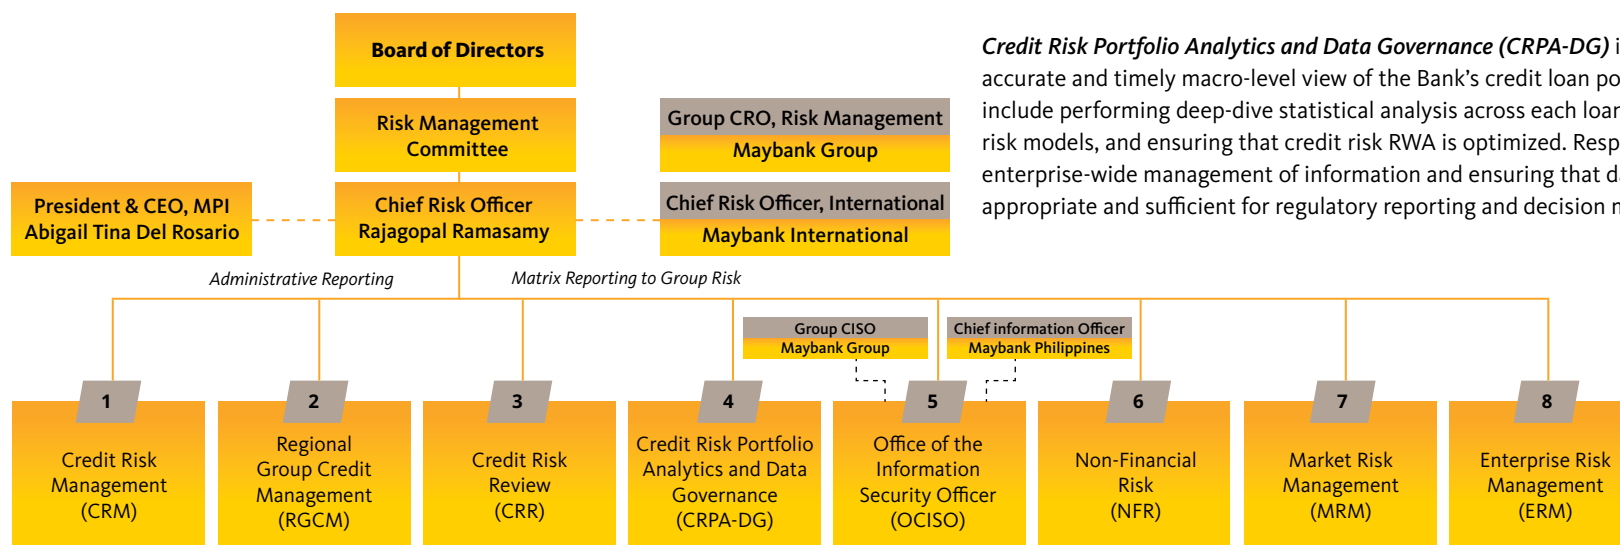 Board of Directors
Risk Management
Committee
Group CRO, Risk Management
Maybank Group
President & CEO, MPI
Abigail Tina Del Rosario
Chief Risk Officer
Rajagopal Ramasamy
Chief Risk Officer, International
Maybank International
Credit Risk Portfolio Analytics and Data Governance (CRPA-DG)
accurate and timely macro-level view of the Bank's credit loan
include performing deep-dive statistical analysis across each loan
risk models, and ensuring that credit risk RWA is optimized.
enterprise-wide management of information and ensuring that
appropriate and sufficient for regulatory reporting and decision
Administrative Reporting
Matrix Reporting to Group Risk
Group CISO
Maybank Group
Chief information Officer
Maybank Philippines
1
Credit Risk
Management
(CRM)
2
Regional
Group Credit
Management
(RGCM)
3
Credit Risk
Review
(CRR)
4
Credit Risk Portfolio
Analytics and Data
Governance
(CRPA-DG)
5
Office of the
Information
Security Officer
(OCISO)
6
Non-Financial
Risk
(NFR)
7
Market Risk
Management
(MRM)
8
Enterprise Risk
Management
(ERM)